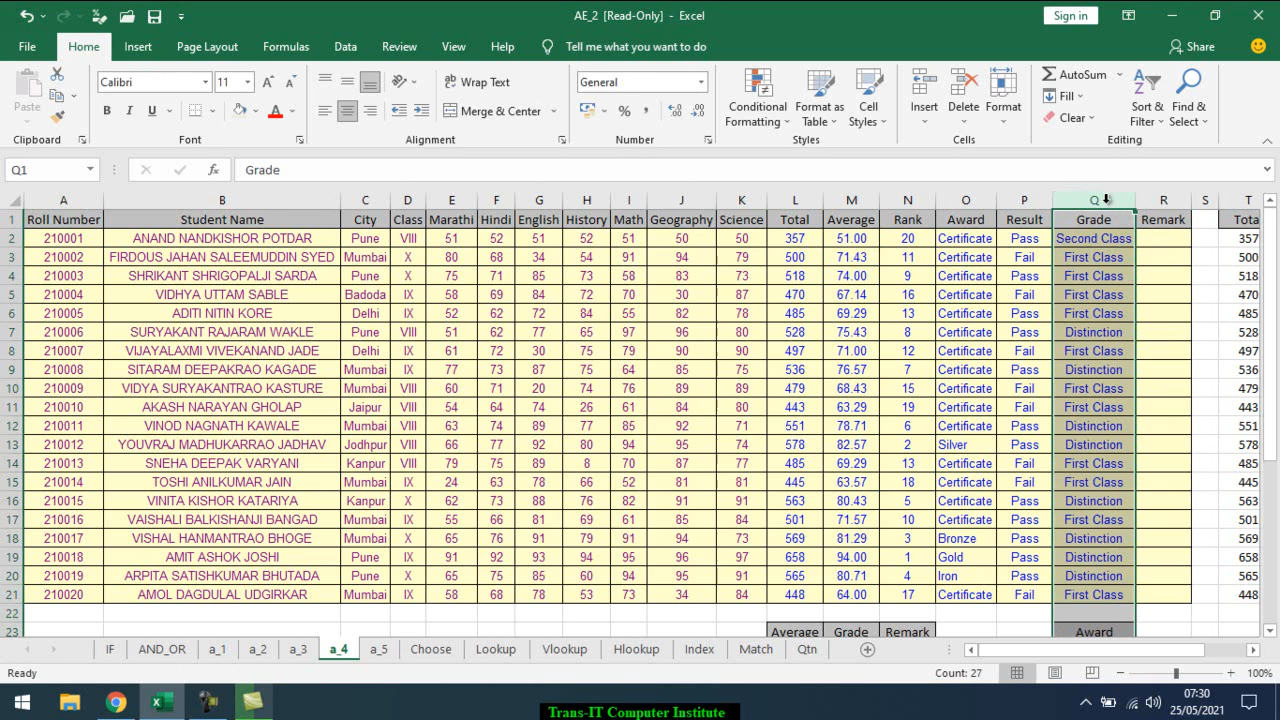 AE_2 [Read-Only] - Excel
Sign in
File Home Insert Page Layout Formulas Data Review View Help Tell me what you want to do Share
Paste
Calibri 11
B I U
A A
Wrap Text
Merge & Center
General
%
Conditional Formatting
Format as Table
Cell Styles
Insert Delete Format
AutoSum
Fill
Clear
Sort & Filter
Find & Select
Clipboard Font Alignment Number Styles Cells Editing
Q1 fx Grade
A B C D E F G H I J K L M N O P Q R S T
1 Roll Number Student Name City Class Marathi Hindi English History Math Geography Science Total Average Rank Award Result Grade Remark Tota
2 210001 ANAND NANDKISHOR POTDAR Pune VIII 51 52 51 52 51 50 50 357 51.00 20 Certificate Pass Second Class 357
3 210002 FIRDOUS JAHAN SALEEMUDDIN SYED Mumbai X 80 68 34 54 91 94 79 500 71.43 11 Certificate Fail First Class 500
4 210003 SHRIKANT SHRIGOPALJI SARDA Pune X 75 71 85 73 58 83 73 518 74.00 9 Certificate Pass First Class 518
5 210004 VIDHYA UTTAM SABLE Badoda IX 58 69 84 72 70 30 87 470 67.14 16 Certificate Fail First Class 470
6 210005 ADITI NITIN KORE Delhi IX 52 62 72 84 55 82 78 485 69.29 13 Certificate Pass First Class 485
7 210006 SURYAKANT RAJARAM WAKLE Pune VIII 51 62 77 65 97 96 80 528 75.43 8 Certificate Pass Distinction 528
8 210007 VIJAYALAXMI VIVEKANAND JADE Delhi IX 61 72 30 75 79 90 90 497 71.00 12 Certificate Fail First Class 497
9 210008 SITARAM DEEPAKRAO KAGADE Mumbai X 77 73 87 75 64 85 75 536 76.57 7 Certificate Pass Distinction 536
10 210009 VIDYA SURYAKANTRAO KASTURE Mumbai X 60 71 20 74 76 89 89 479 68.43 15 Certificate Fail First Class 479
11 210010 AKASH NARAYAN GHOLAP Jaipur VIII 54 64 74 26 61 84 80 443 63.29 19 Certificate Fail First Class 443
12 210011 VINOD NAGNATH KAWALE Mumbai VIII 63 74 89 77 85 92 71 551 78.71 6 Certificate Pass Distinction 551
13 210012 YOUVRAJ MADHUKARRAO JADHAV Jodhpur VIII 66 77 92 80 94 95 74 578 82.57 2 Silver Pass Distinction 578
14 210013 SNEHA DEEPAK VARYANI Kanpur VIII 79 75 89 8 70 87 77 485 69.29 13 Certificate Fail First Class 485
15 210014 TOSHI ANILKUMAR JAIN Mumbai IX 24 63 78 66 52 81 81 445 63.57 18 Certificate Fail First Class 445
16 210015 VINITA KISHOR KATARIYA Kanpur X 62 73 88 76 82 91 91 563 80.43 5 Certificate Pass Distinction 563
17 210016 VAISHALI BALKISHANJI BANGAD Mumbai IX 55 66 81 69 61 85 84 501 71.57 10 Certificate Pass First Class 501
18 210017 VISHAL HANMANTRAO BHOGE Mumbai IX 65 76 91 79 91 94 73 569 81.29 3 Bronze Pass Distinction 569
19 210018 AMIT ASHOK JOSHI Pune IX 91 92 93 94 95 96 97 658 94.00 1 Gold Pass Distinction 658
20 210019 ARPITA SATISHKUMAR BHUTADA Pune X 65 75 85 60 94 95 91 565 80.71 4 Iron Pass Distinction 565
21 210020 AMOL DAGDULAL UDGIRKAR Mumbai IX 58 68 78 53 73 34 84 448 64.00 17 Certificate Fail First Class 448
22
23 Average Grade Remark Award
IF AND_OR a_1 a_2 a_3 a_4 a_5 Choose Lookup Vlookup Hlookup Index Match Qtn
Ready Count: 27 100%
07:30
25/05/2021
Trans-IT Computer Institute